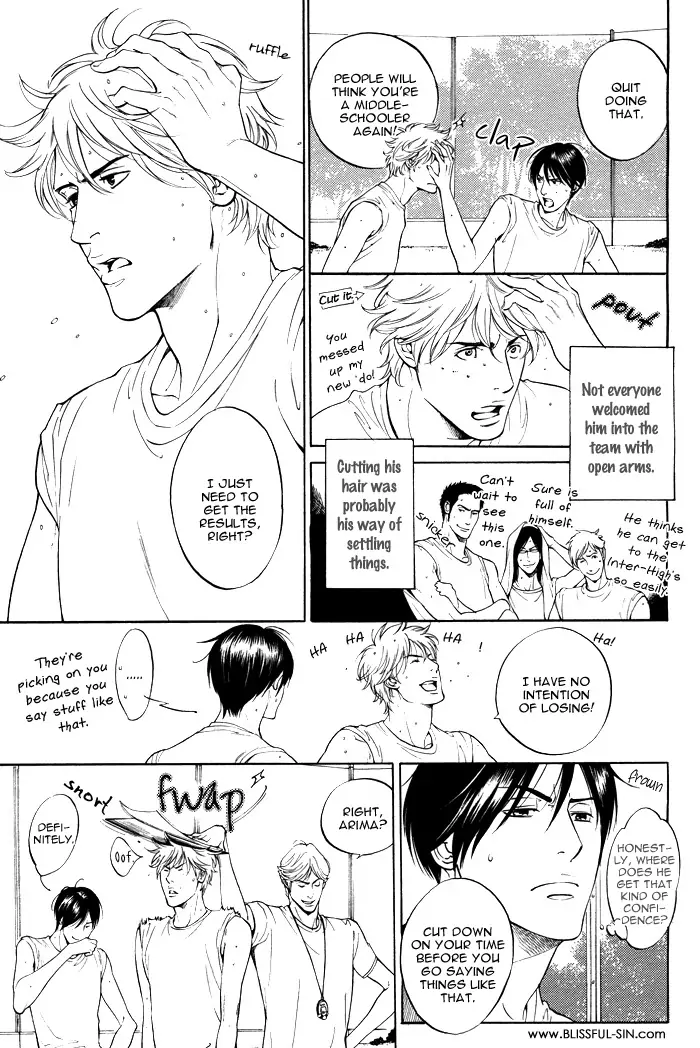 QUIT
DOING
THAT.
PEOPLE WILL
THINK YOU'RE
A MIDDLE-
SCHOOLER
AGAIN!
clap
pout
Cut it.
You
messed
up my
new 'do!
Not everyone
welcomed
him into the
team with
open arms.
Cutting his
hair was
probably
his way of
settling
things.
He thinks
he can get
to the
Inter-High's
so easily.
Sure is
full of
himself.
Can't
wait to
see
this
one.
snicker
ruffle
I JUST
NEED TO
GET THE
RESULTS,
RIGHT?
I HAVE NO
INTENTION
OF LOSING!
Ha!
HA HA HA !
......
They're
picking on you
because you
say stuff like
that.
frown
HONEST-
LY, WHERE
DOES HE
GET THAT
KIND OF
CONFI-
DENCE?
CUT DOWN
ON YOUR TIME
BEFORE YOU
GO SAYING
THINGS LIKE
THAT.
RIGHT,
ARIMA?
fwap
Oof
snort
DEFI-
NITELY.
www.BLISSFUL-SIN.com